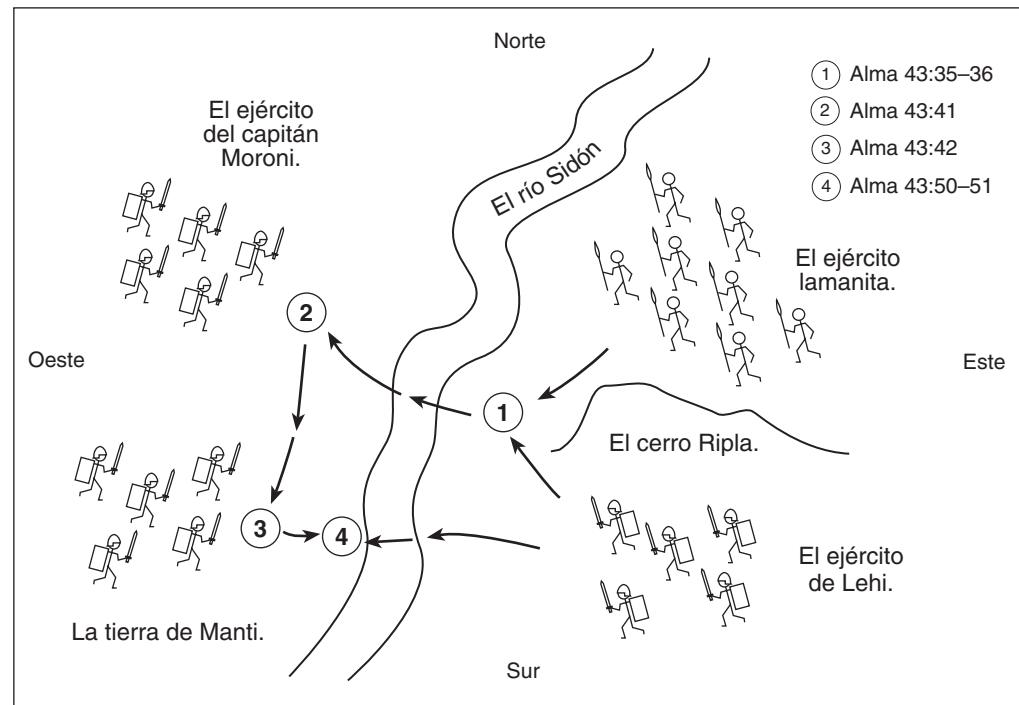 Norte
1 Alma 43:35–36
2 Alma 43:41
3 Alma 43:42
4 Alma 43:50–51
El ejército
del capitán
Moroni.
El río Sidón
El ejército
lamanita.
2
Oeste
Este
1
El cerro Ripla.
3
4
El ejército
de Lehi.
La tierra de Manti.
Sur